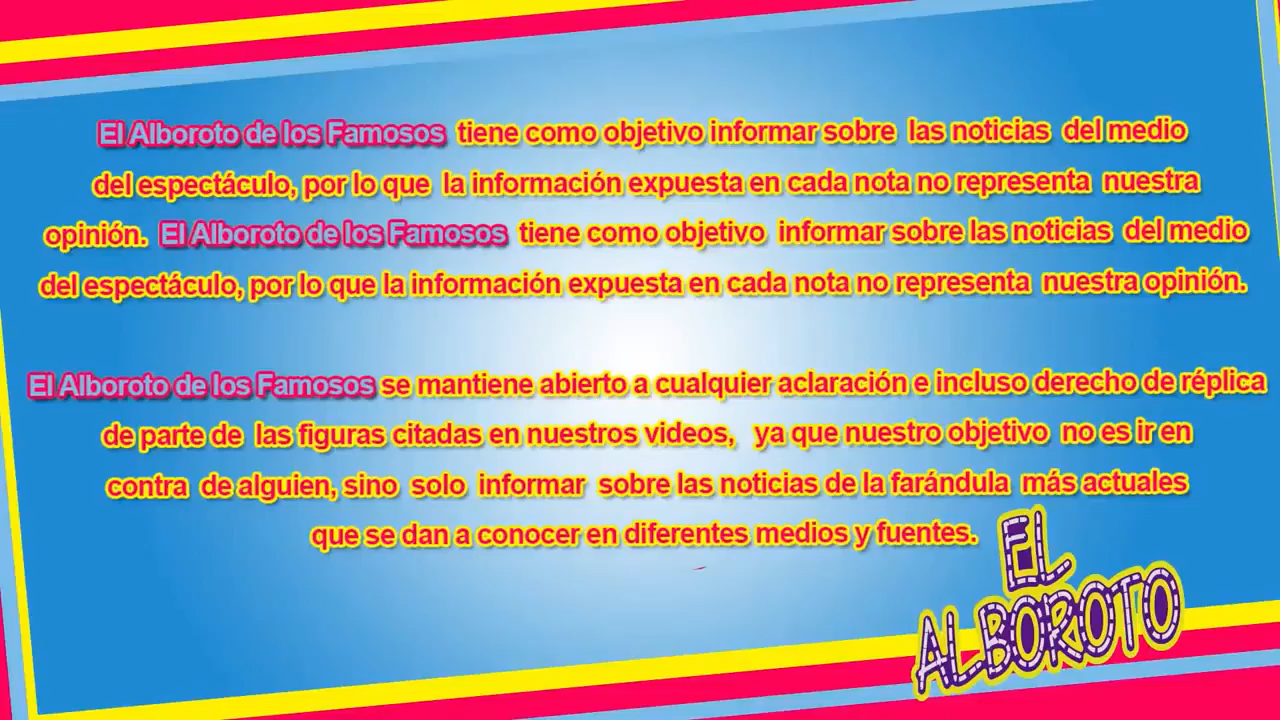 El Alboroto de los Famosos tiene como objetivo informar sobre las noticias del medio
del espectáculo, por lo que la información expuesta en cada nota no representa nuestra
opinión. El Alboroto de los Famosos tiene como objetivo informar sobre las noticias del medio
del espectáculo, por lo que la información expuesta en cada nota no representa nuestra opinión.
El Alboroto de los Famosos se mantiene abierto a cualquier aclaración e incluso derecho de réplica
de parte de las figuras citadas en nuestros videos, ya que nuestro objetivo no es ir en
contra de alguien, sino solo informar sobre las noticias de la farándula más actuales
que se dan a conocer en diferentes medios y fuentes.
EL
ALBOROTO